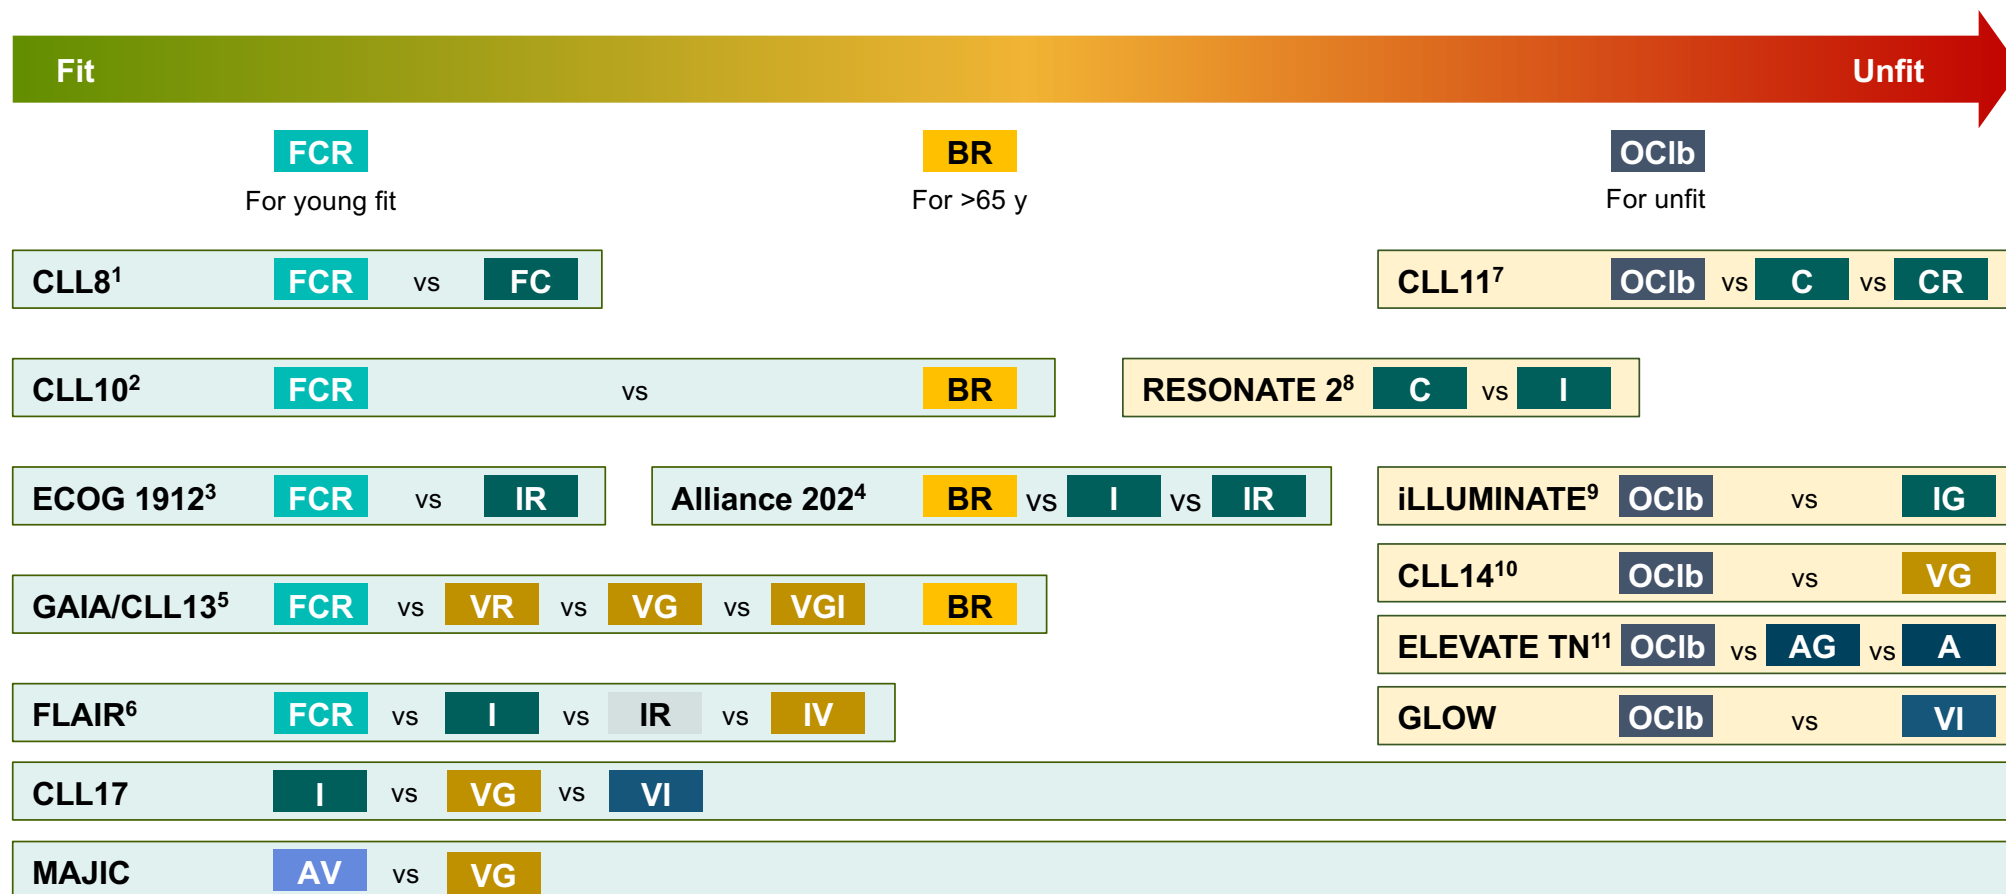 Fit Unfit
FCR BR OClb
For young fit For >65 y For unfit
CLL8¹ FCR vs FC CLL11⁷ OClb vs C vs CR
CLL10² FCR vs BR RESONATE 2⁸ C vs I
ECOG 1912³ FCR vs IR Alliance 202⁴ BR vs I vs IR iLLUMINATE⁹ OClb vs IG
CLL14¹⁰ OClb vs VG
GAIA/CLL13⁵ FCR vs VR vs VG vs VGI BR
ELEVATE TN¹¹ OClb vs AG vs A
FLAIR⁶ FCR vs I vs IR vs IV GLOW OClb vs VI
CLL17 I vs VG vs VI
MAJIC AV vs VG